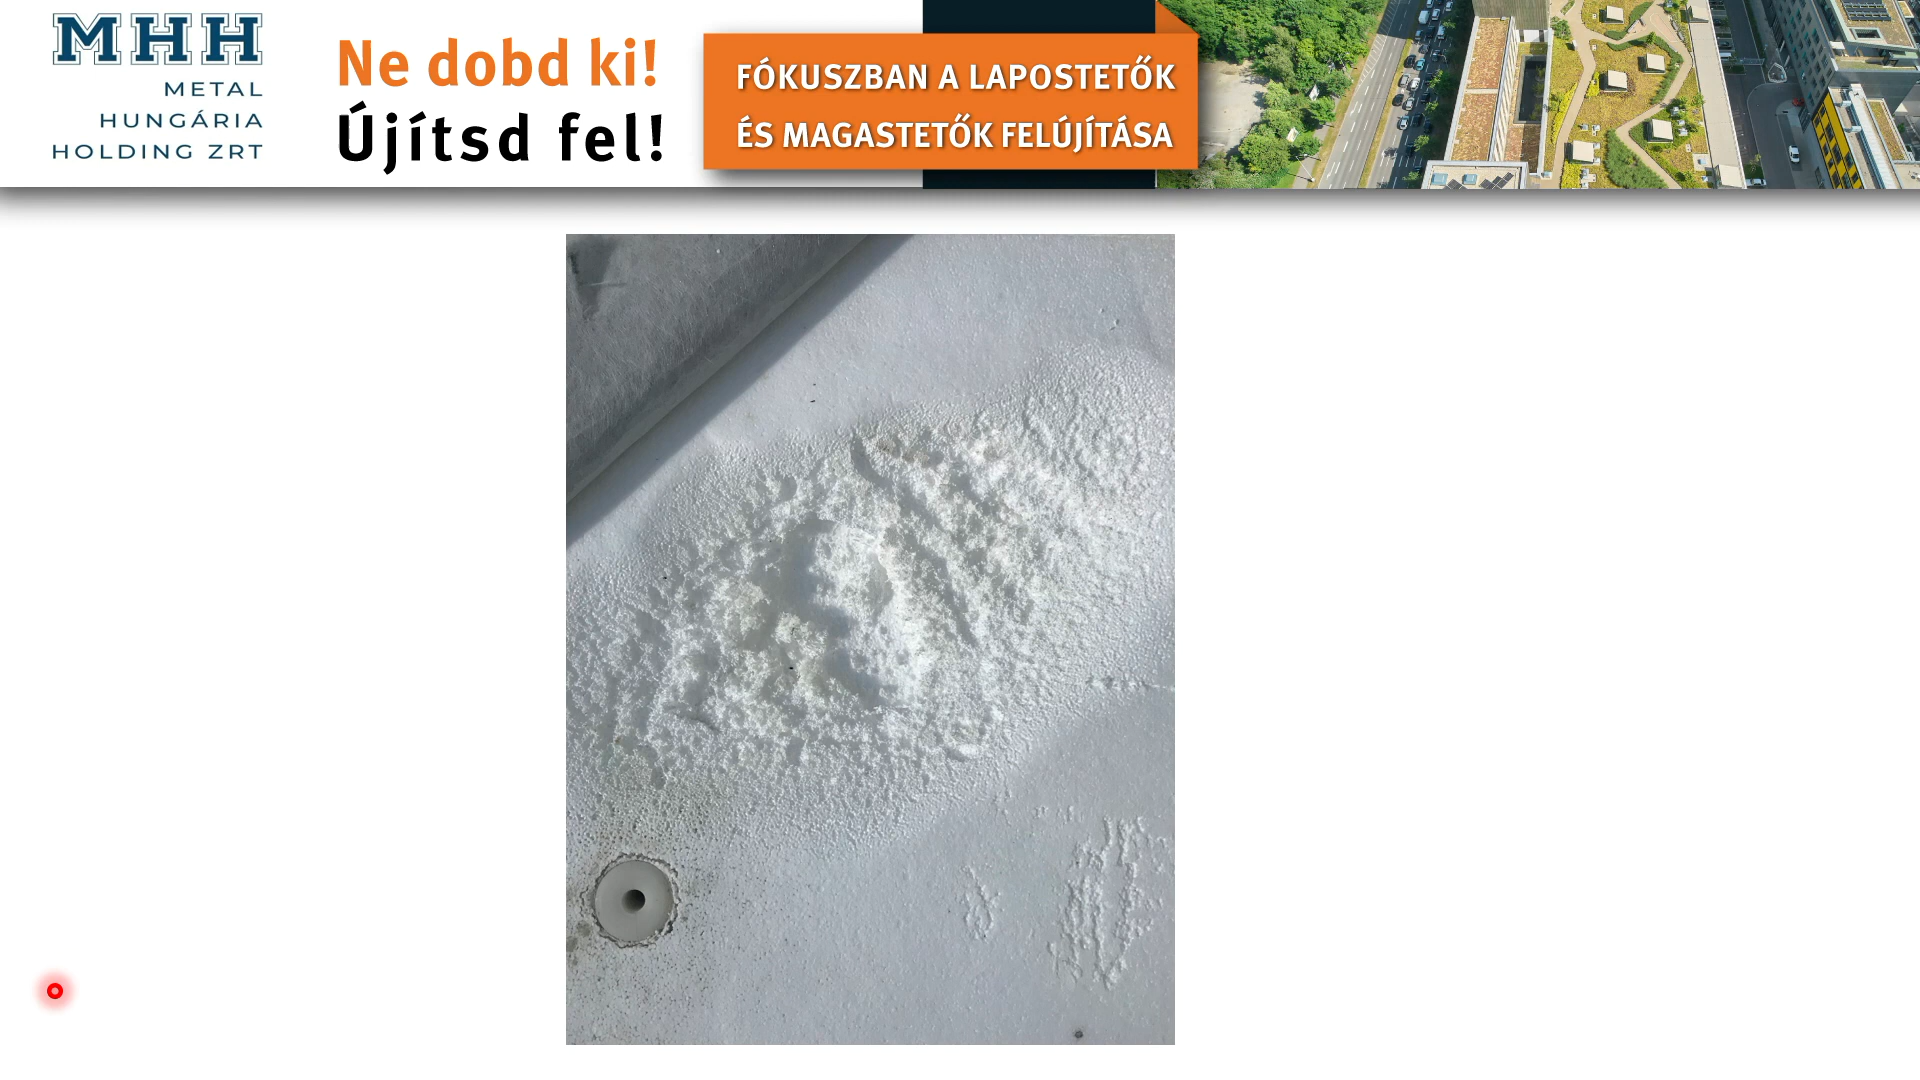 MHH
METAL
HUNGÁRIA
HOLDING ZRT
Ne dobd ki!
Újítsd fel!
FÓKUSZBAN A LAPOSTETŐK
ÉS MAGASTETŐK FELÚJÍTÁSA